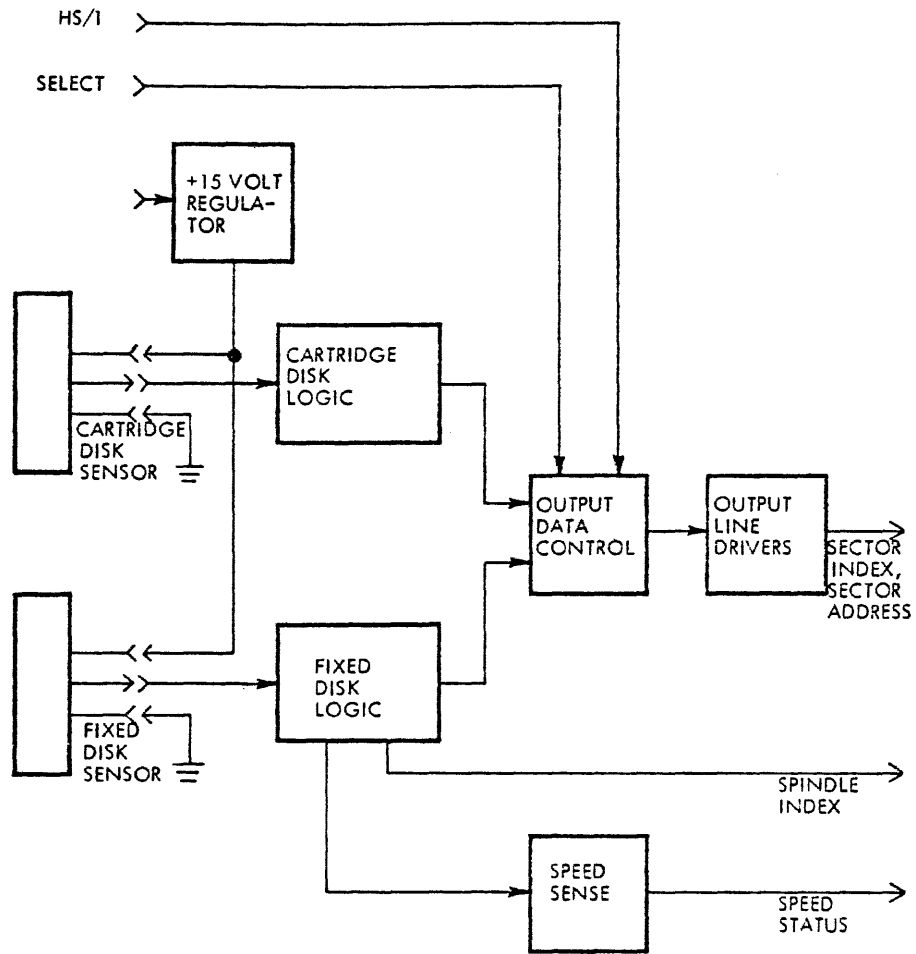 HS/1
SELECT
+15 VOLT
REGULA-
TOR
CARTRIDGE
DISK
LOGIC
CARTRIDGE
DISK
SENSOR
OUTPUT
DATA
CONTROL
OUTPUT
LINE
DRIVERS
SECTOR
INDEX,
SECTOR
ADDRESS
FIXED
DISK
LOGIC
FIXED
DISK
SENSOR
SPINDLE
INDEX
SPEED
SENSE
SPEED
STATUS